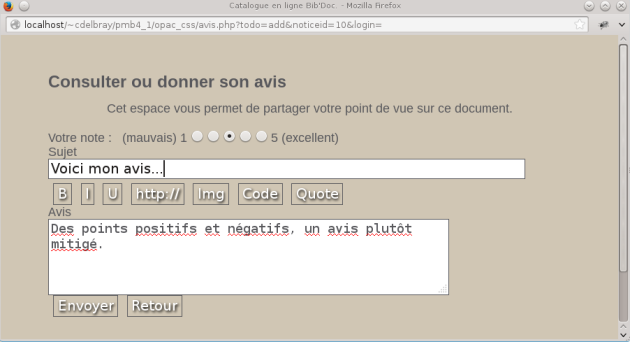 Catalogue en ligne Bib'Doc. - Mozilla Firefox
localhost/~cdelbray/pmb4_1/opac_css/avis.php?todo=add&noticeid=10&login=
Consulter ou donner son avis
Cet espace vous permet de partager votre point de vue sur ce document.
Votre note : (mauvais) 1 5 (excellent)
Sujet
Voici mon avis...
B I U http:// Img Code Quote
Avis
Des points positifs et négatifs, un avis plutôt
mitigé.
Envoyer Retour